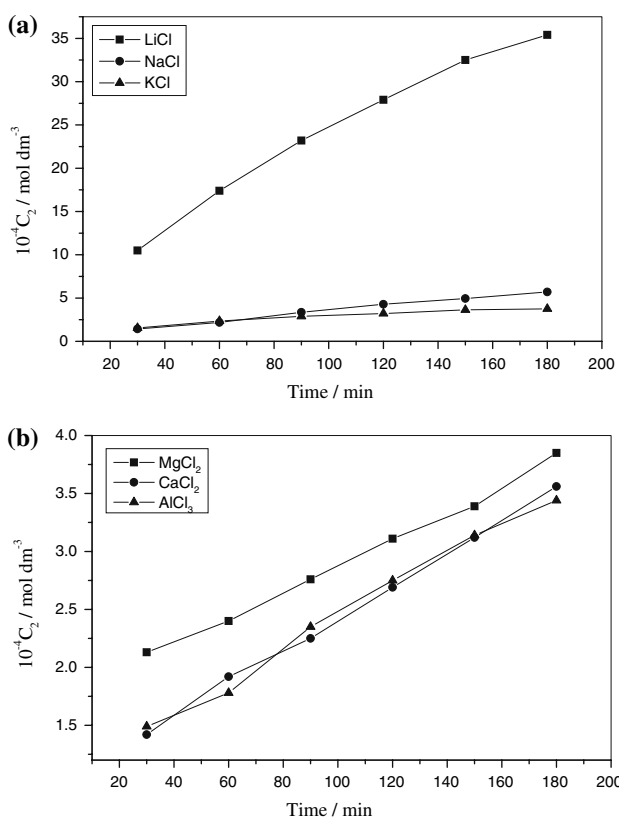 (a)
LiCl
NaCl
KCl
10⁻⁴C₂ / mol dm⁻³
35
30
25
20
15
10
5
0
20 40 60 80 100 120 140 160 180 200
Time / min
(b)
MgCl₂
CaCl₂
AlCl₃
10⁻⁴C₂ / mol dm⁻³
4.0
3.5
3.0
2.5
2.0
1.5
20 40 60 80 100 120 140 160 180 200
Time / min